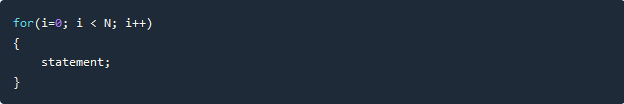 for(i=0; i < N; i++)
{
    statement;
}